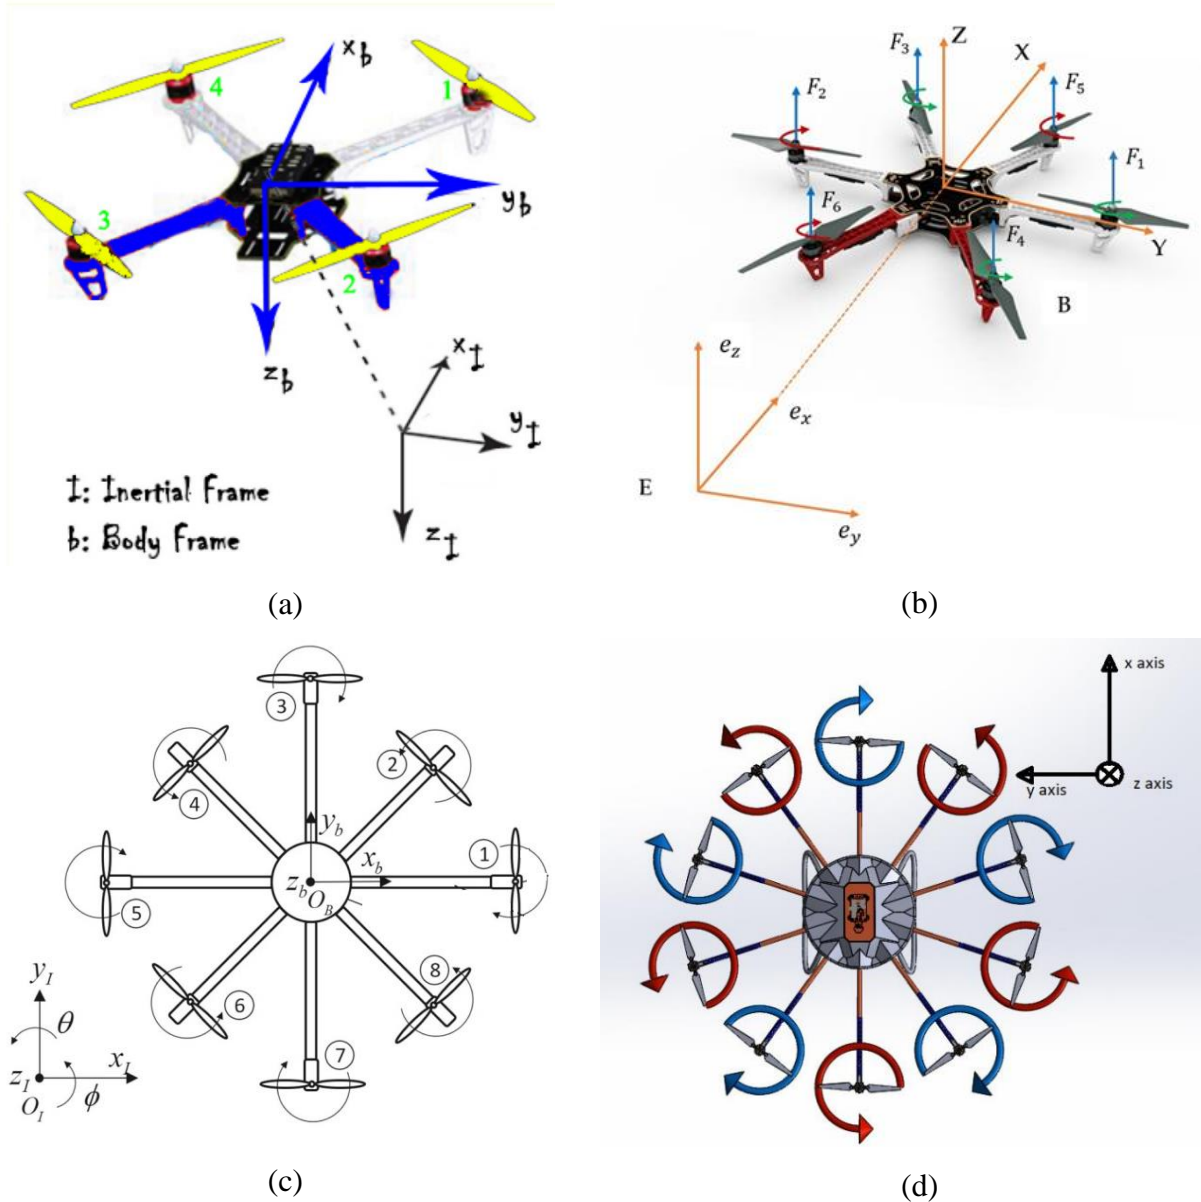 x_b
4
1
y_b
3
2
z_b
x_I
y_I
z_I
I: Inertial Frame
b: Body Frame
(a)
Z
X
F_3
F_5
F_2
F_1
F_6
F_4
Y
B
e_z
e_x
E
e_y
(b)
3
2
4
y_b
x_b
1
z_b O_B
5
8
6
7
y_I
θ
x_I
z_I
O_I
ϕ
(c)
x axis
y axis
z axis
(d)